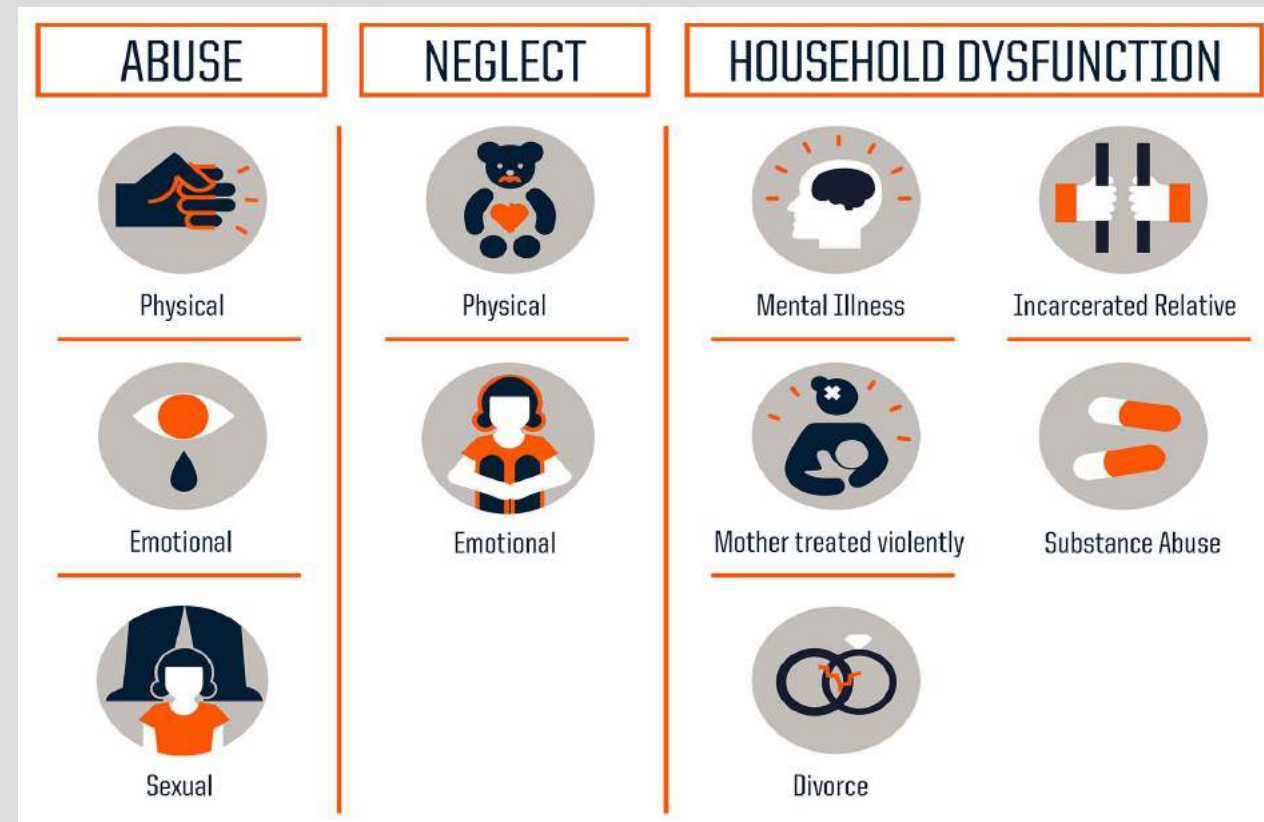 ABUSE
Physical
Emotional
Sexual
NEGLECT
Physical
Emotional
HOUSEHOLD DYSFUNCTION
Mental Illness
Incarcerated Relative
Mother treated violently
Substance Abuse
Divorce